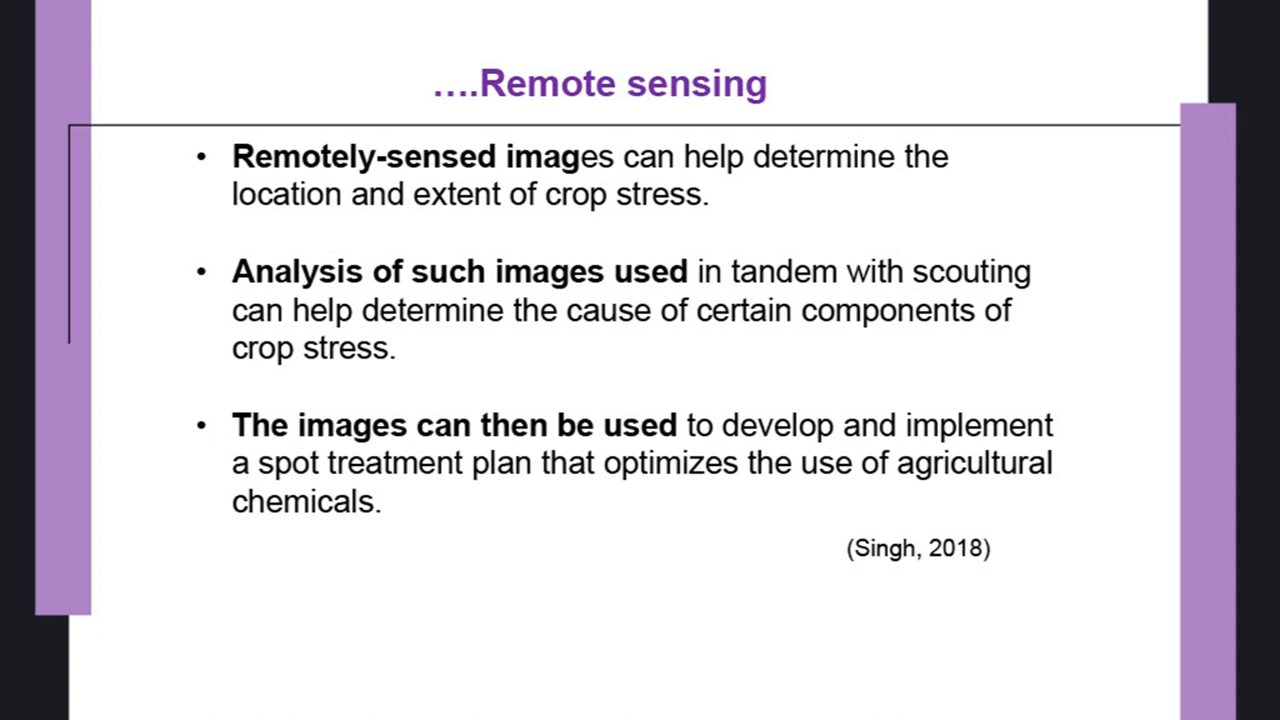 ....Remote sensing
• Remotely-sensed images can help determine the
location and extent of crop stress.
• Analysis of such images used in tandem with scouting
can help determine the cause of certain components of
crop stress.
• The images can then be used to develop and implement
a spot treatment plan that optimizes the use of agricultural
chemicals.
(Singh, 2018)